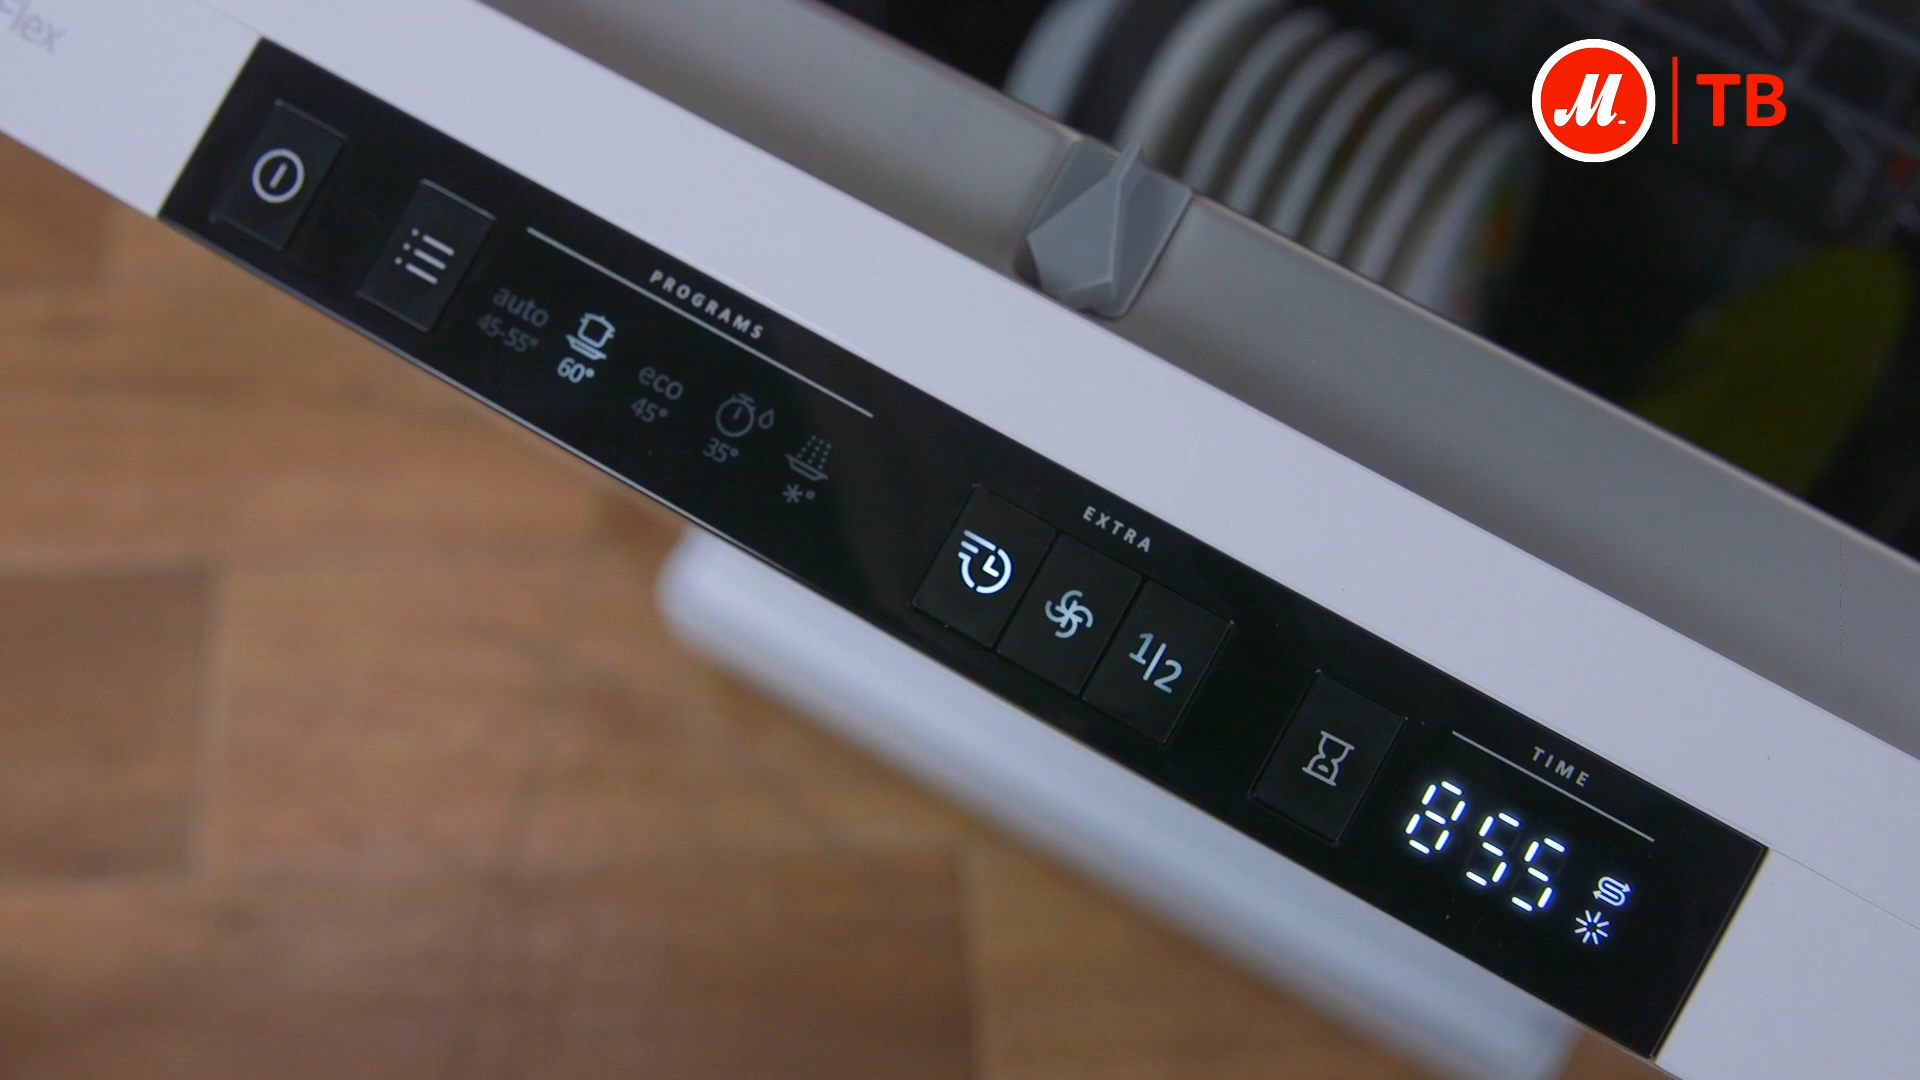 Flex
М. ТВ
PROGRAMS
auto
45-55°
60°
eco
45°
35°
*°
EXTRA
1/2
TIME
855